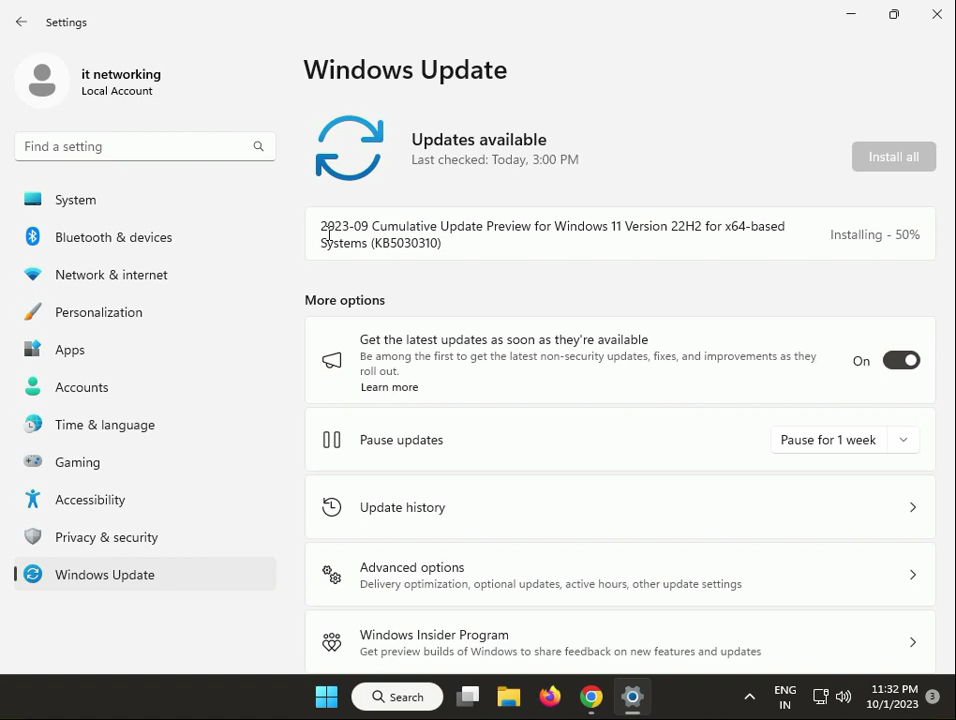 Settings
it networking
Local Account
Find a setting
System
Bluetooth & devices
Network & internet
Personalization
Apps
Accounts
Time & language
Gaming
Accessibility
Privacy & security
Windows Update
Windows Update
Updates available
Last checked: Today, 3:00 PM
Install all
2023-09 Cumulative Update Preview for Windows 11 Version 22H2 for x64-based
Systems (KB5030310)
Installing - 50%
More options
Get the latest updates as soon as they're available
Be among the first to get the latest non-security updates, fixes, and improvements as they
roll out.
Learn more
On
Pause updates
Pause for 1 week
Update history
Advanced options
Delivery optimization, optional updates, active hours, other update settings
Windows Insider Program
Get preview builds of Windows to share feedback on new features and updates
Search
ENG
IN
11:32 PM
10/1/2023
3